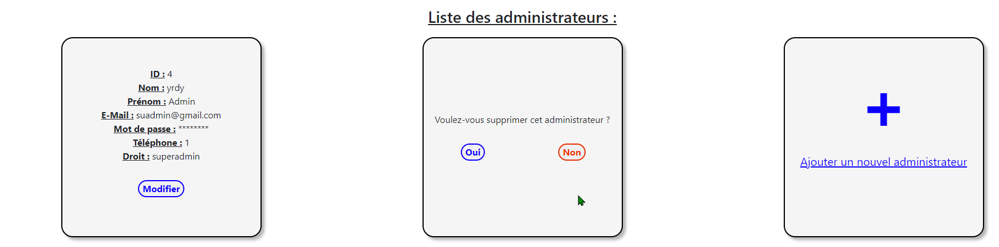 Liste des administrateurs :
ID : 4
Nom : yrdy
Prénom : Admin
E-Mail : suadmin@gmail.com
Mot de passe : ********
Téléphone : 1
Droit : superadmin
Modifier
Voulez-vous supprimer cet administrateur ?
Oui
Non
+
Ajouter un nouvel administrateur